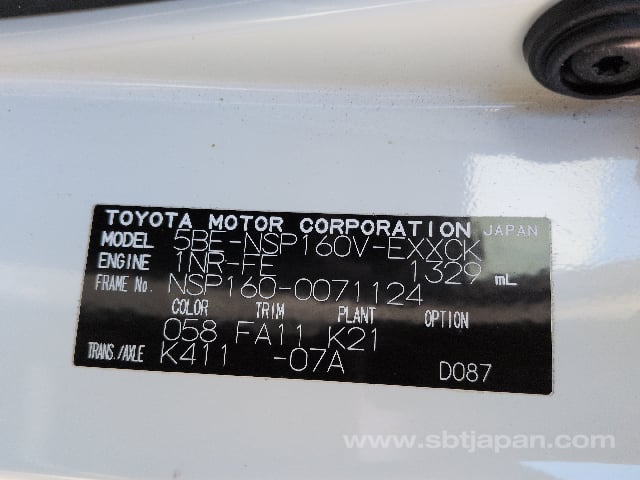 TOYOTA MOTOR CORPORATION JAPAN
MODEL 5BE-NSP160V-EXXCK
ENGINE 1NR-FE 1329 mL
FRAME No. NSP160-0071124
COLOR TRIM PLANT OPTION
058 FA11 K21
TRANS./AXLE K411 -07A D087
www.sbtjapan.com